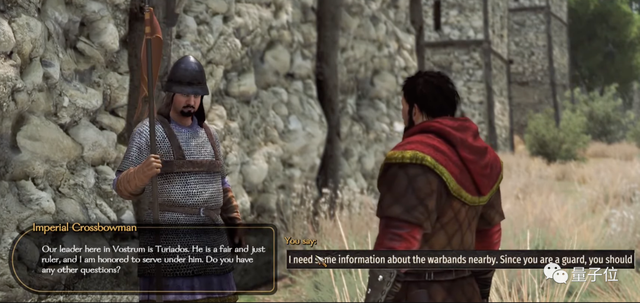 Imperial Crossbowman
Our leader here in Vostrum is Turiados. He is a fair and just
ruler, and I am honored to serve under him. Do you have
any other questions?
You say:
I need some information about the warbands nearby. Since you are a guard, you should
量子位